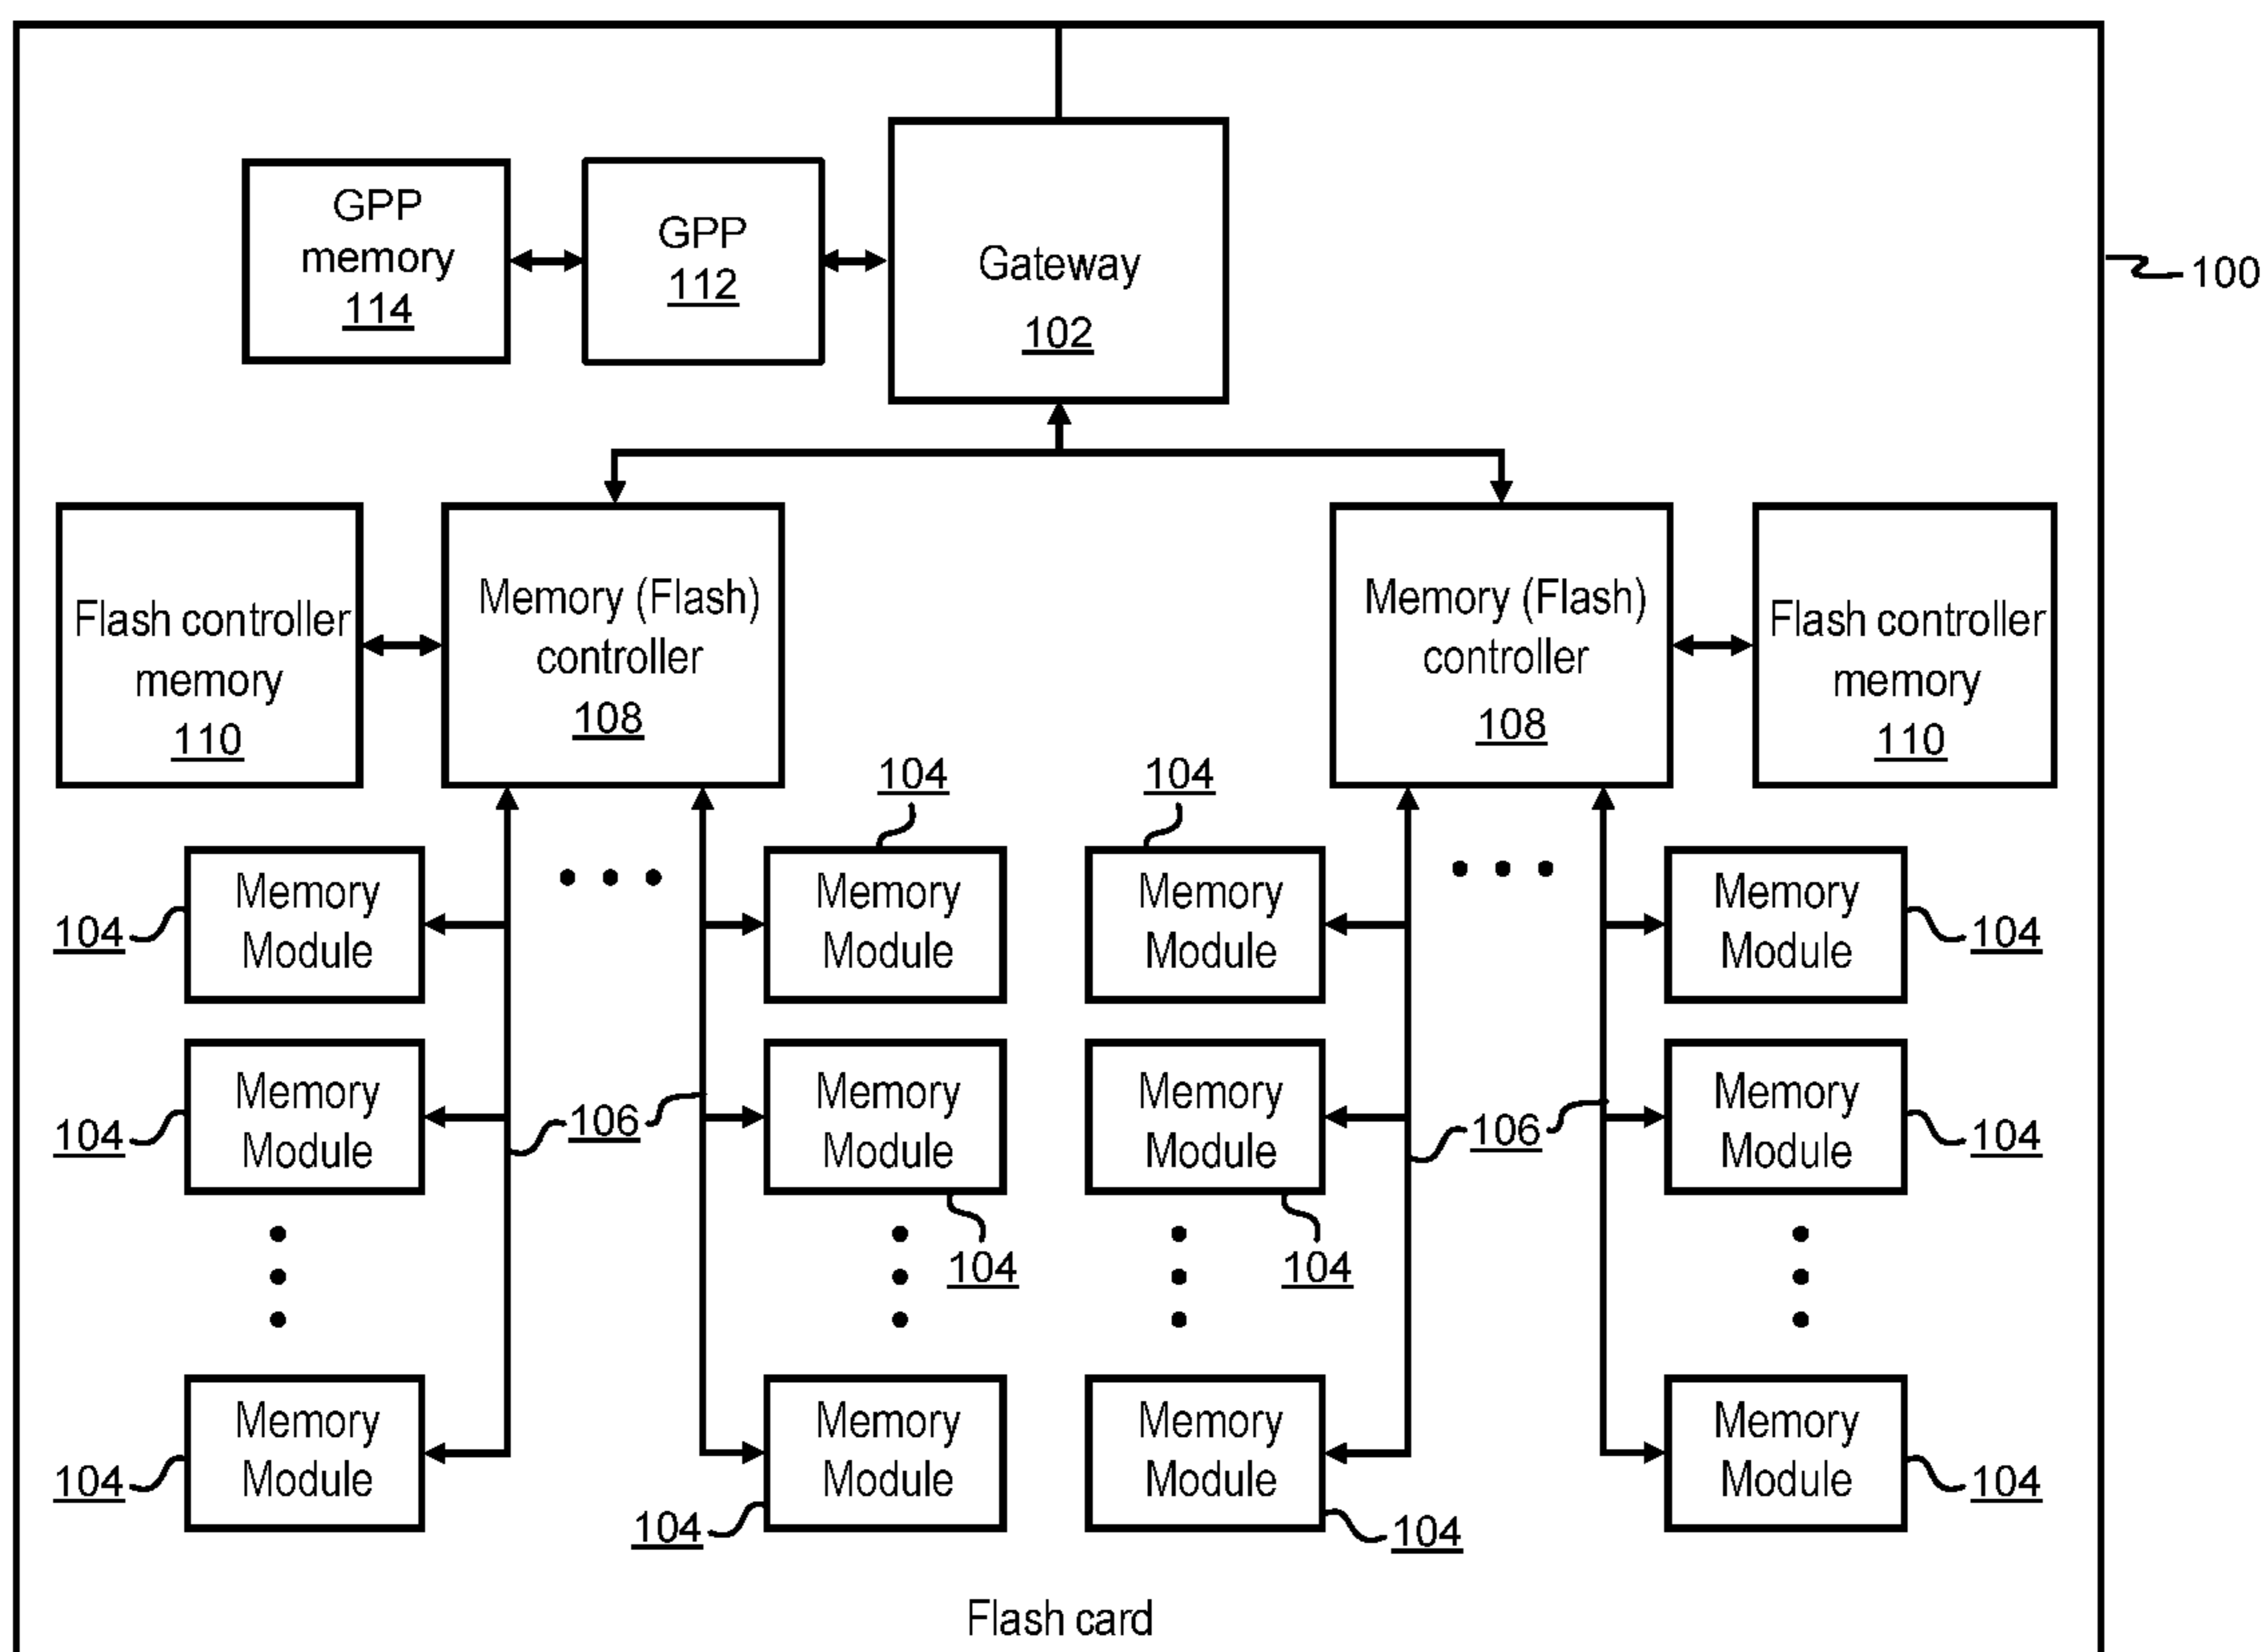 GPP
memory
114
GPP
112
Gateway
102
100
Flash controller
memory
110
Memory (Flash)
controller
108
Memory (Flash)
controller
108
Flash controller
memory
110
104
104
104
Memory
Module
Memory
Module
Memory
Module
Memory
Module
104
104
Memory
Module
106
Memory
Module
104
Memory
Module
104
106
Memory
Module
104
104
Memory
Module
Memory
Module
104
Memory
Module
104
Memory
Module
104
Flash card